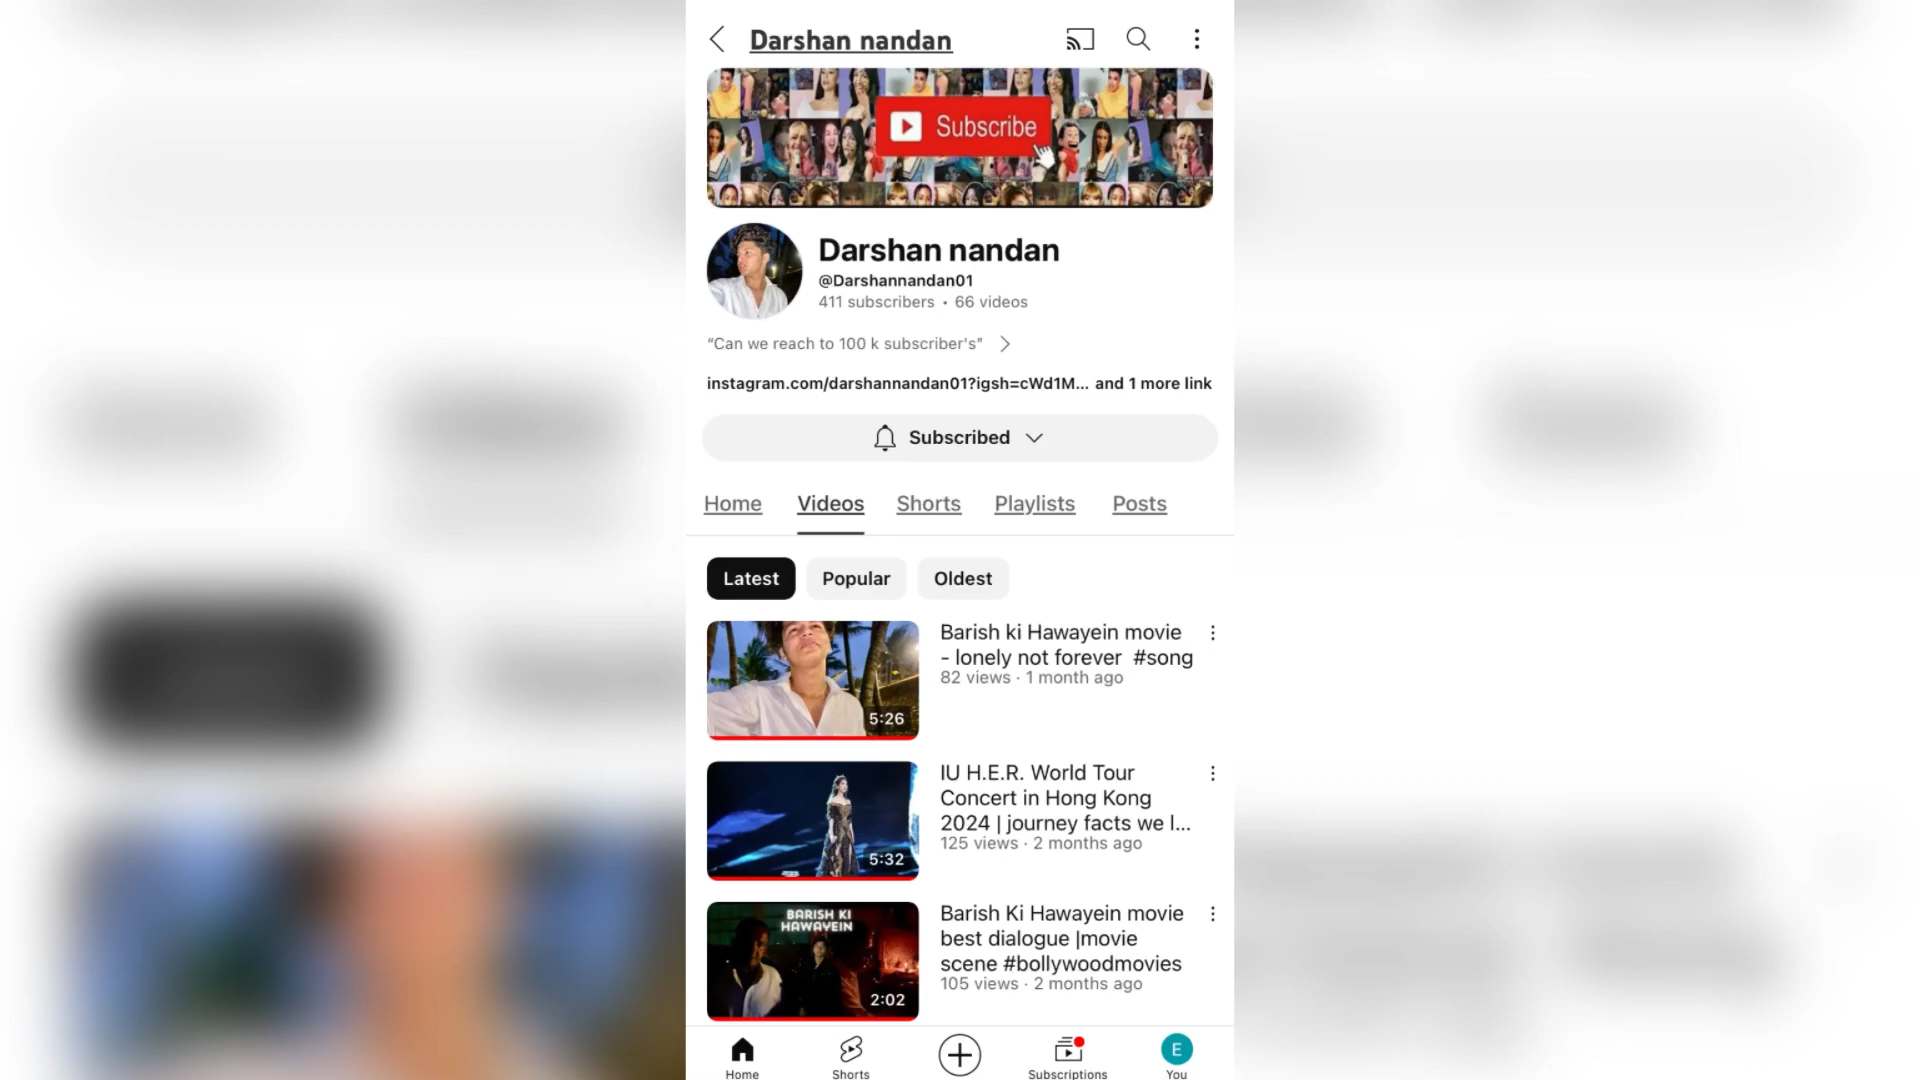 Darshan nandan
Subscribe
Darshan nandan
@Darshannandan01
411 subscribers • 66 videos
“Can we reach to 100 k subscriber's”
instagram.com/darshannandan01?igsh=cWd1M... and 1 more link
Subscribed
Home Videos Shorts Playlists Posts
Latest Popular Oldest
Barish ki Hawayein movie
- lonely not forever #song
82 views · 1 month ago
5:26
IU H.E.R. World Tour
Concert in Hong Kong
2024 | journey facts we l...
125 views · 2 months ago
5:32
BARISH KI
HAWAYEIN
Barish Ki Hawayein movie
best dialogue |movie
scene #bollywoodmovies
105 views · 2 months ago
2:02
E
Home Shorts Subscriptions You